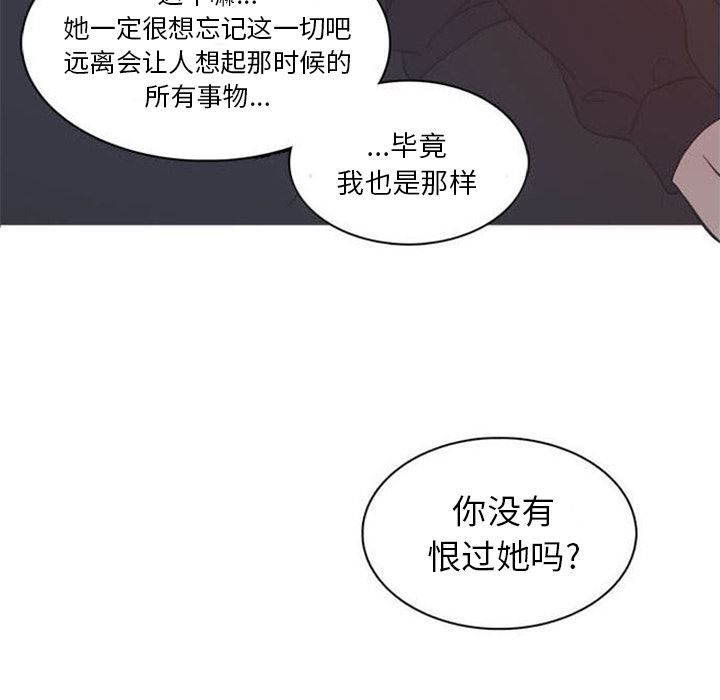 她一定很想忘记这一切吧
远离会让人想起那时候的
所有事物...
...毕竟
我也是那样
你没有
恨过她吗?